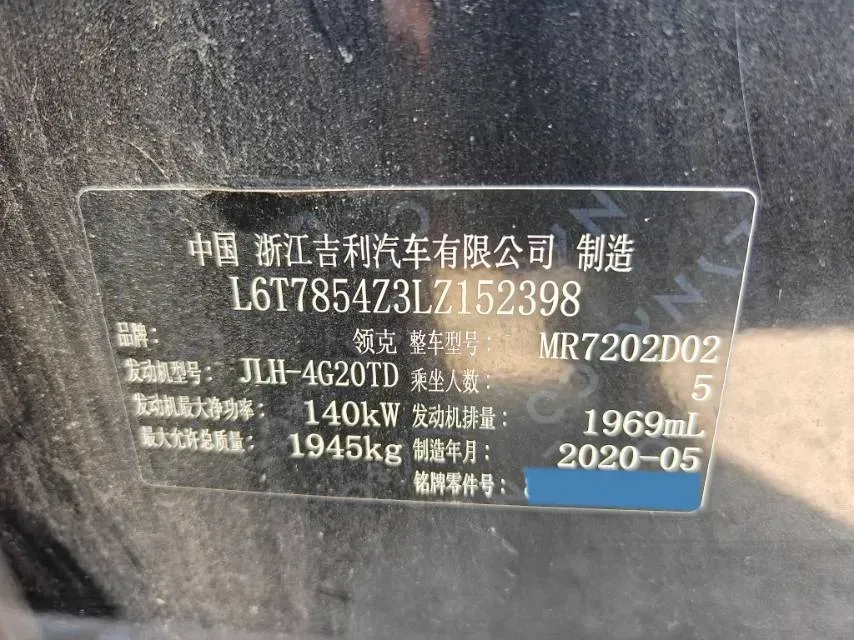 中国 浙江吉利汽车有限公司 制造
L6T7854Z3LZ152398
品牌: 领克 整车型号: MR7202D02
发动机型号: JLH-4G20TD 乘坐人数: 5
发动机最大净功率: 140kW 发动机排量: 1969mL
最大允许总质量: 1945kg 制造年月: 2020-05
铭牌零件号: